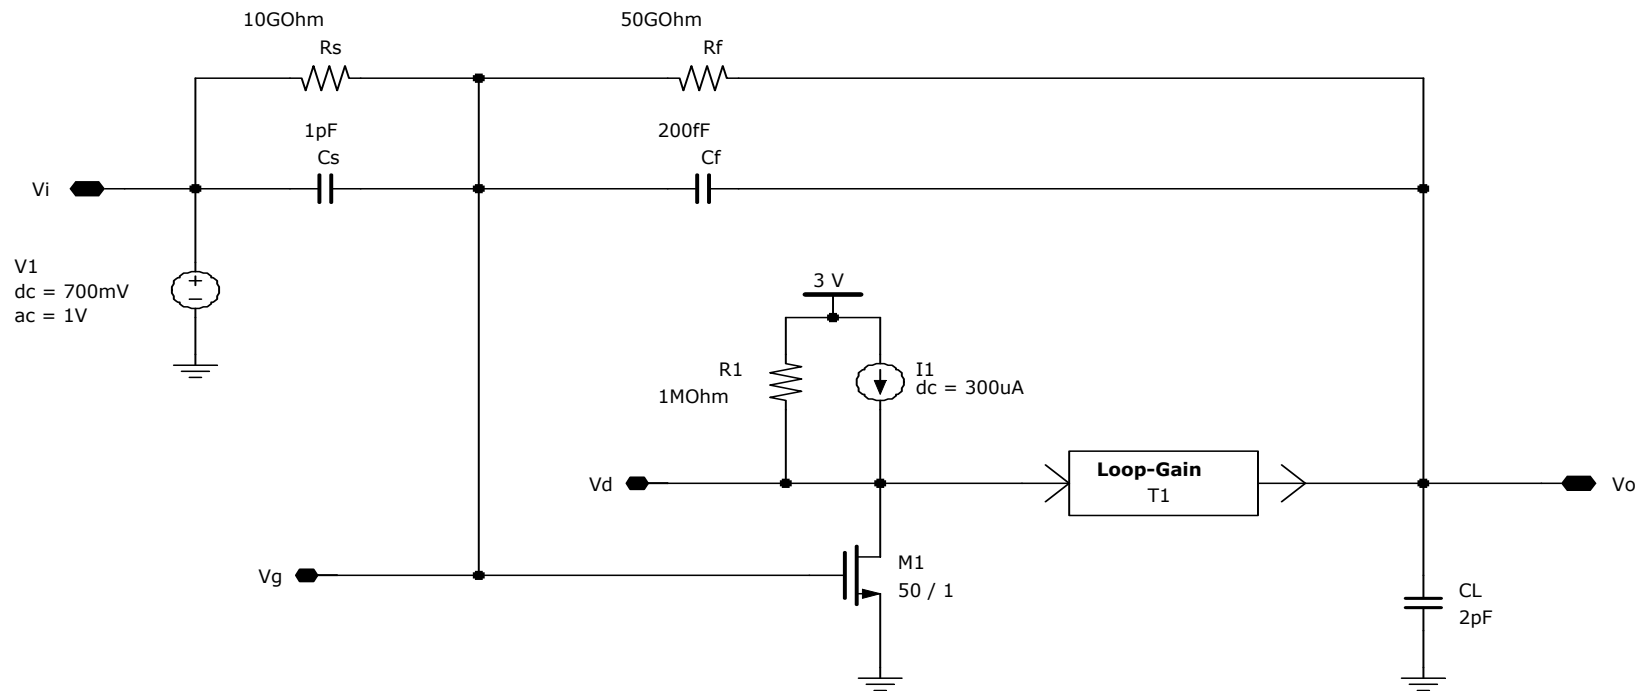 10GOhm
50GOhm
Rs
Rf
1pF
200fF
Cs
Cf
Vi
V1
dc = 700mV
ac = 1V
+
−
3 V
R1
1MOhm
I1
dc = 300uA
Vd
Loop-Gain
T1
Vo
Vg
M1
50 / 1
CL
2pF